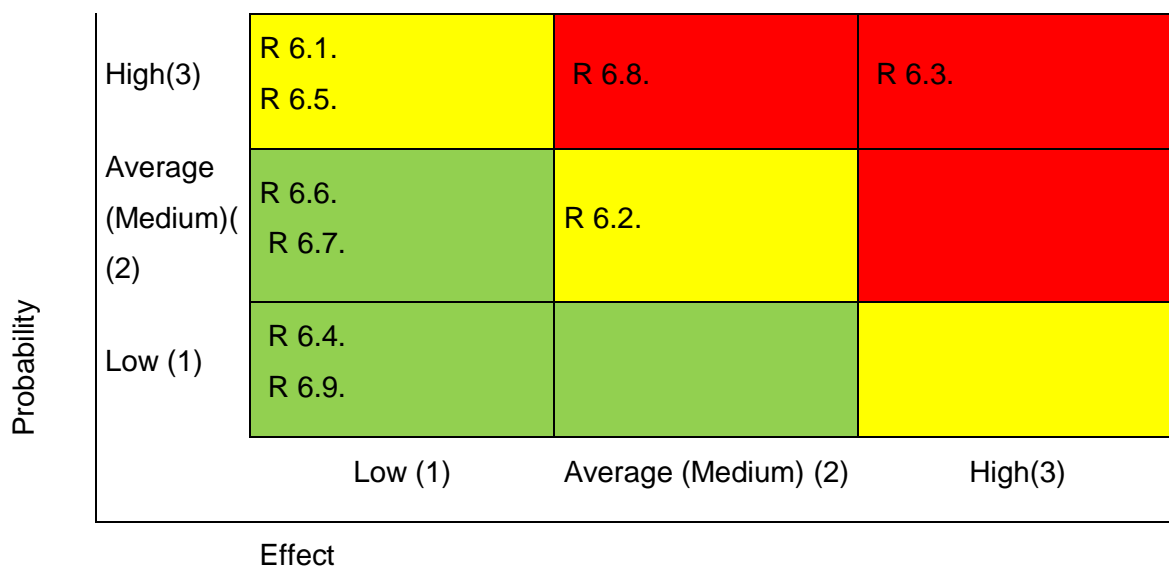 High(3)
R 6.1.
R 6.5.
R 6.8.
R 6.3.
Average
(Medium)(
(2)
R 6.6.
R 6.7.
R 6.2.
Probability
Low (1)
R 6.4.
R 6.9.
Low (1)
Average (Medium) (2)
High(3)
Effect